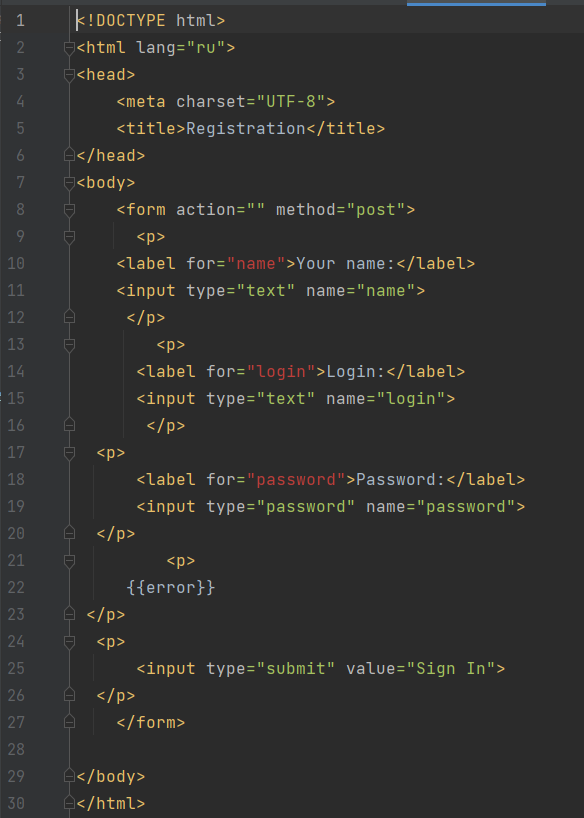 1 <!DOCTYPE html>
2 <html lang="ru">
3 <head>
4     <meta charset="UTF-8">
5     <title>Registration</title>
6 </head>
7 <body>
8     <form action="" method="post">
9       <p>
10     <label for="name">Your name:</label>
11     <input type="text" name="name">
12      </p>
13         <p>
14       <label for="login">Login:</label>
15       <input type="text" name="login">
16        </p>
17   <p>
18       <label for="password">Password:</label>
19       <input type="password" name="password">
20   </p>
21          <p>
22      {{error}}
23  </p>
24   <p>
25       <input type="submit" value="Sign In">
26   </p>
27     </form>
28
29 </body>
30 </html>